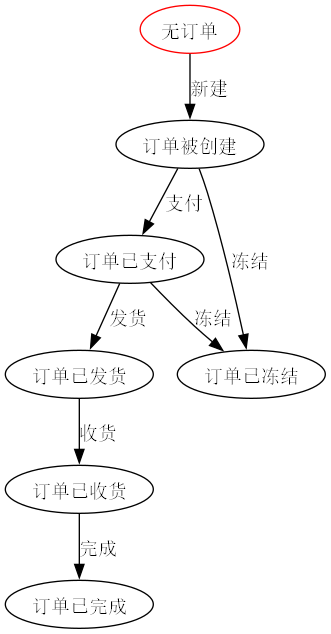 无订单
新建
订单被创建
支付
订单已支付
冻结
发货
冻结
订单已发货
订单已冻结
收货
订单已收货
完成
订单已完成